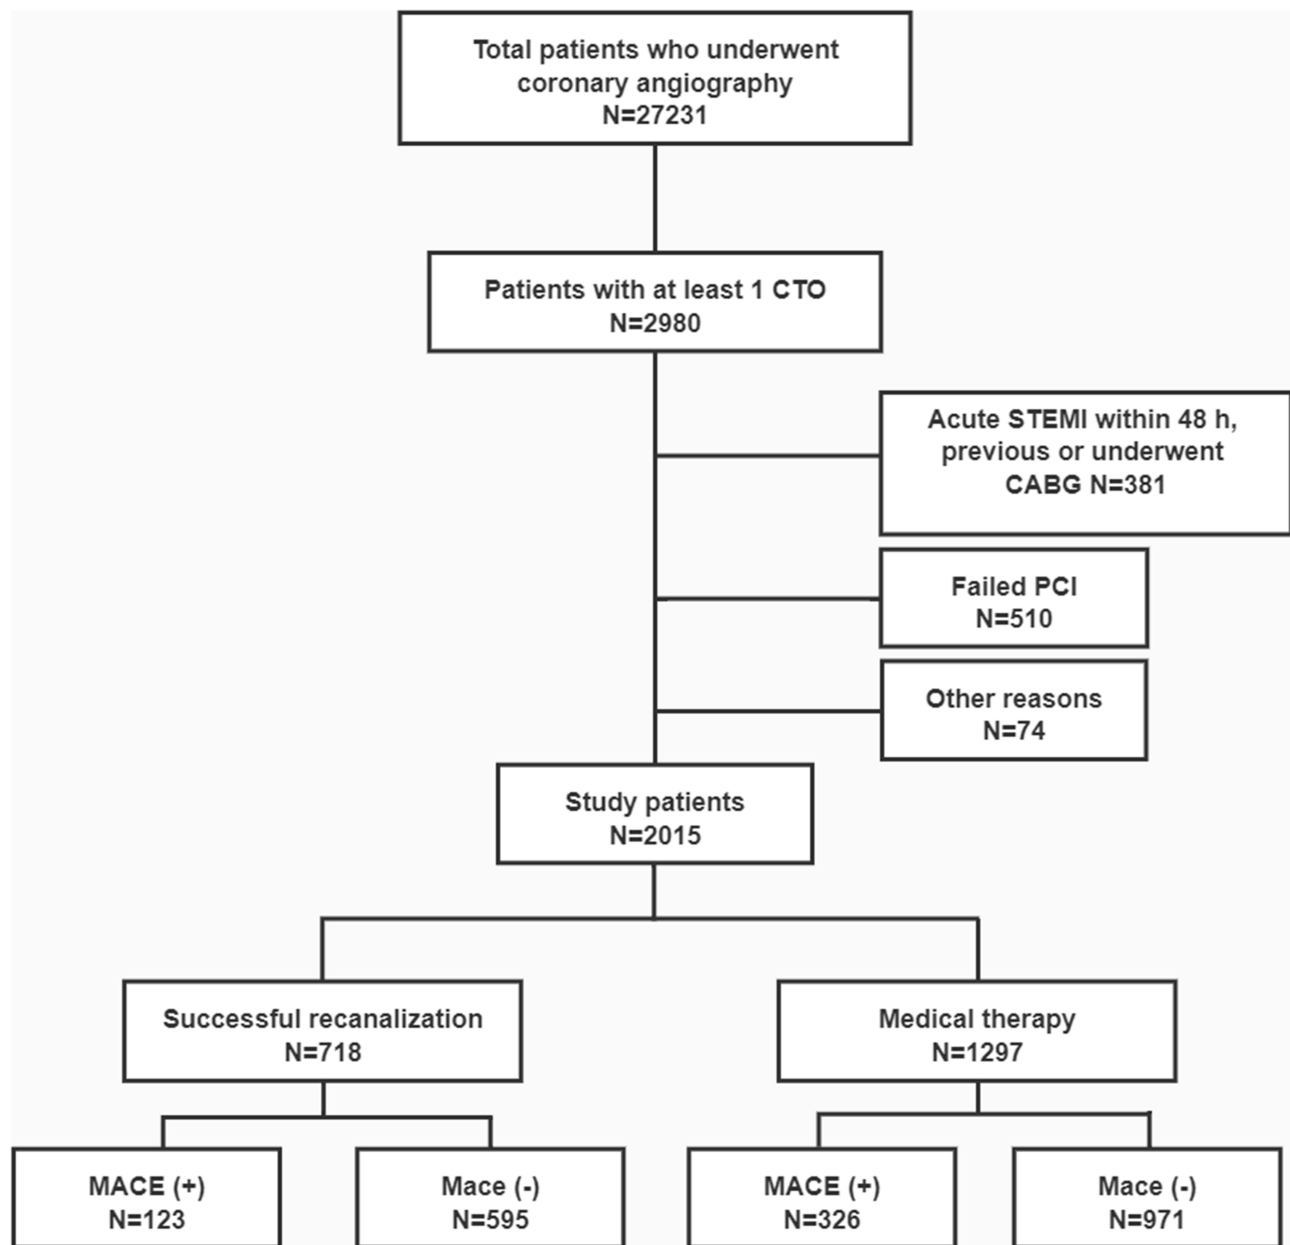 Total patients who underwent
coronary angiography
N=27231
Patients with at least 1 CTO
N=2980
Acute STEMI within 48 h,
previous or underwent
CABG N=381
Failed PCI
N=510
Other reasons
N=74
Study patients
N=2015
Successful recanalization
N=718
Medical therapy
N=1297
MACE (+)
N=123
Mace (-)
N=595
MACE (+)
N=326
Mace (-)
N=971